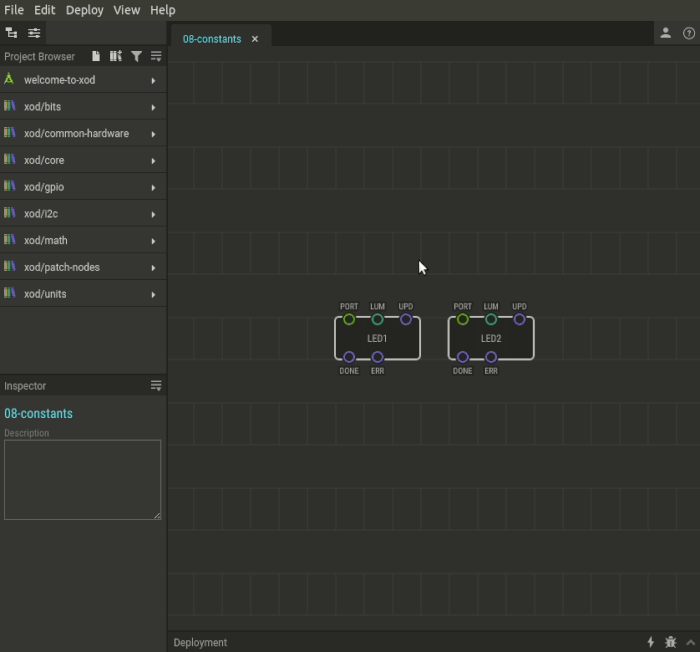 File Edit Deploy View Help
08-constants ×
Project Browser
welcome-to-xod
xod/bits
xod/common-hardware
xod/core
xod/gpio
xod/i2c
xod/math
xod/patch-nodes
xod/units
PORT LUM UPD PORT LUM UPD
LED1 LED2
DONE ERR DONE ERR
Inspector
08-constants
Description
Deployment